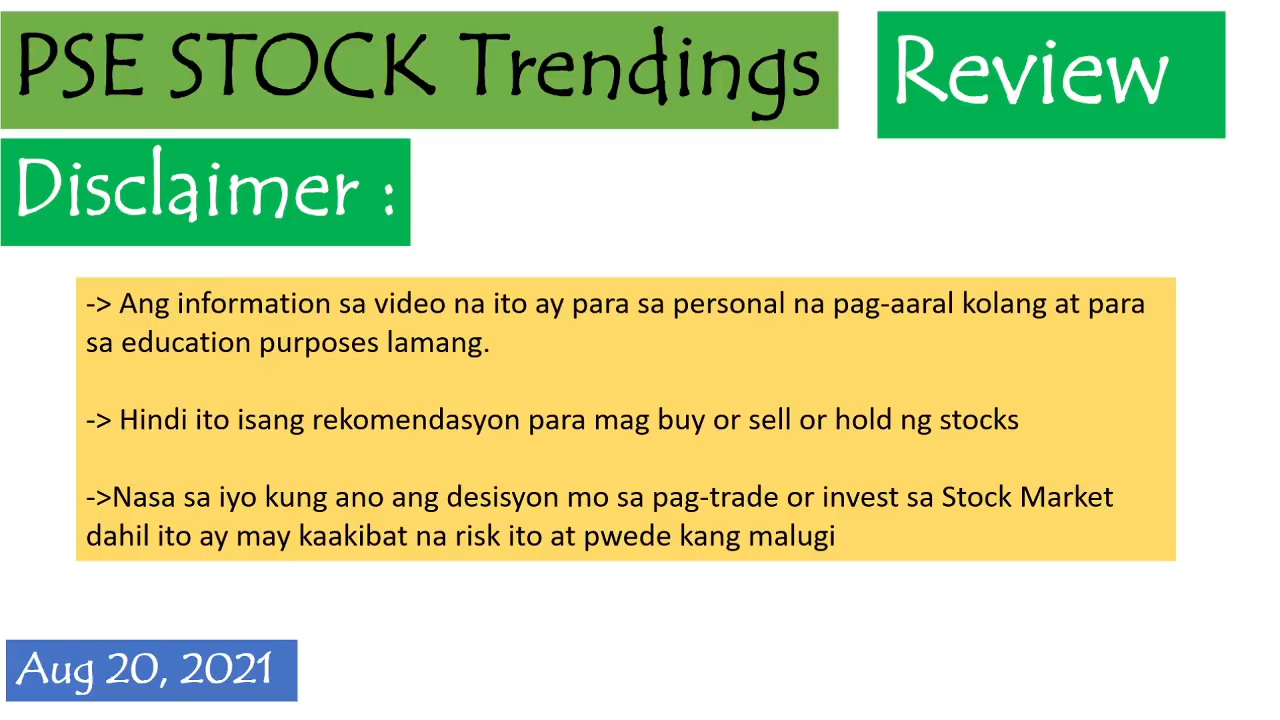 PSE STOCK Trendings
Review
Disclaimer :
-> Ang information sa video na ito ay para sa personal na pag-aaral kolang at para
sa education purposes lamang.
-> Hindi ito isang rekomendasyon para mag buy or sell or hold ng stocks
->Nasa sa iyo kung ano ang desisyon mo sa pag-trade or invest sa Stock Market
dahil ito ay may kaakibat na risk ito at pwede kang malugi
Aug 20, 2021